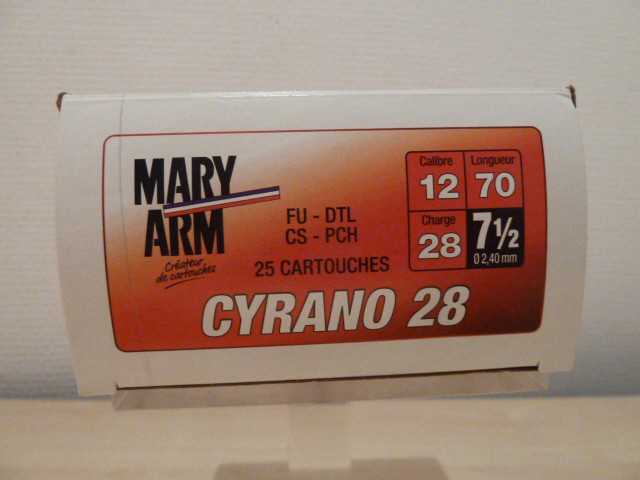 MARY
ARM
Créateur
de cartouches
FU - DTL
CS - PCH
25 CARTOUCHES
CYRANO 28
Calibre
12
Longueur
70
Charge
28
7½
Ø 2,40 mm